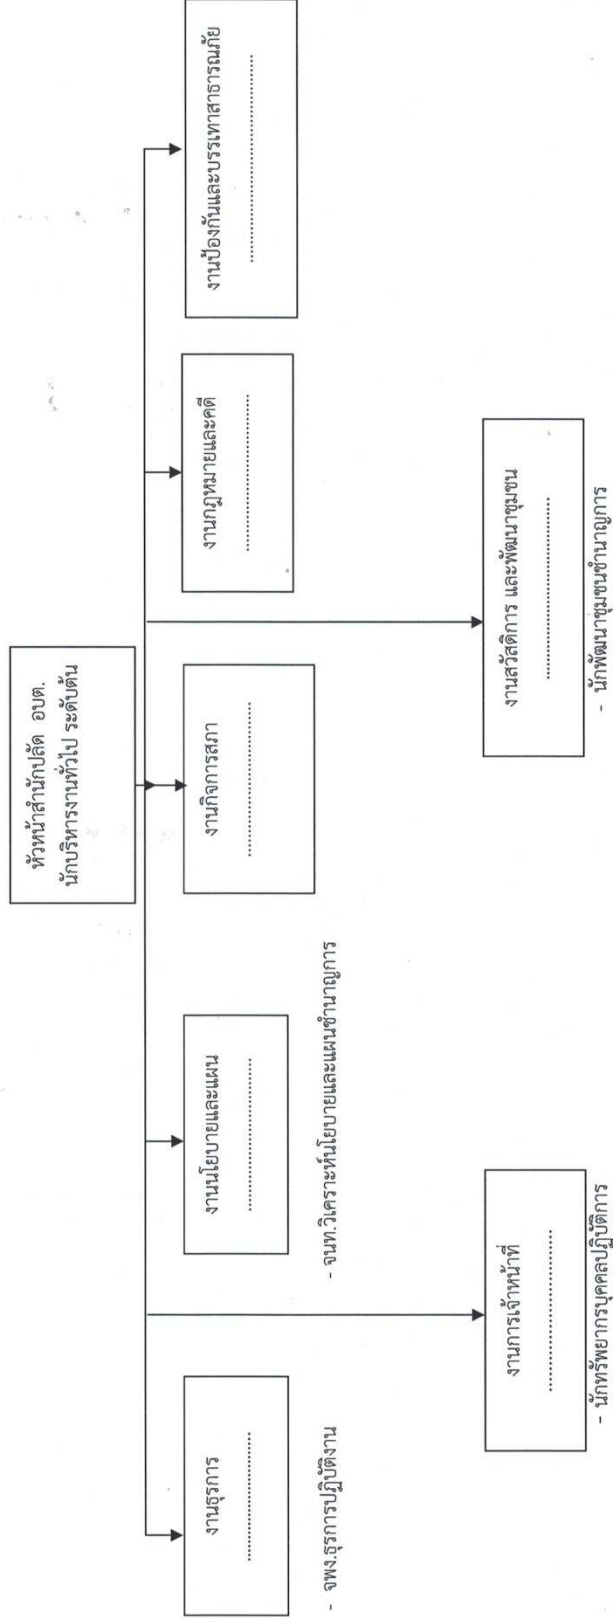 หัวหน้าสำนักปลัด อบต.
นักบริหารงานทั่วไป ระดับต้น
งานธุรการ
- จพง.ธุรการปฏิบัติงาน
งานนโยบายและแผน
- จนท.วิเคราะห์นโยบายและแผนชำนาญการ
งานกิจการสภา
งานกฎหมายและคดี
งานป้องกันและบรรเทาสาธารณภัย
งานการเจ้าหน้าที่
- นักทรัพยากรบุคคลปฏิบัติการ
งานสวัสดิการ และพัฒนาชุมชน
- นักพัฒนาชุมชนชำนาญการ